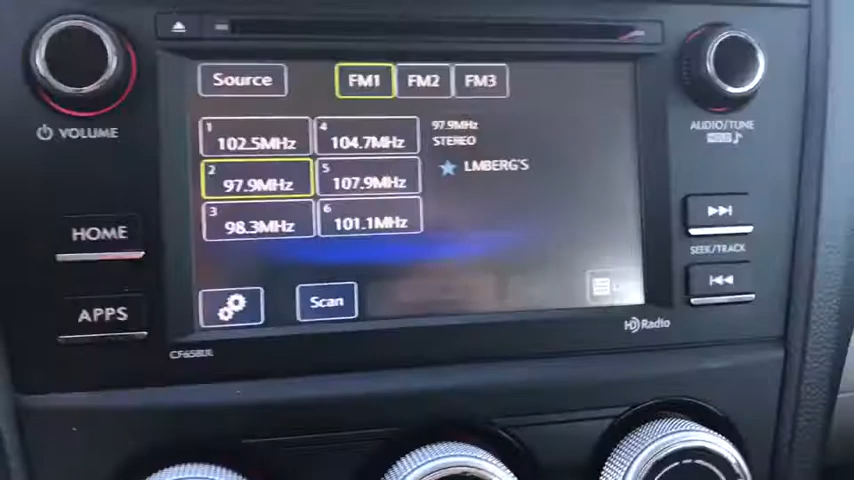 Source FM1 FM2 FM3
VOLUME
AUDIO/TUNE
HOLD
1 102.5MHz 4 104.7MHz 97.9MHz
STEREO
2 97.9MHz 5 107.9MHz LMBERG'S
3 98.3MHz 6 101.1MHz
HOME
SEEK/TRACK
APPS
Scan
HD Radio